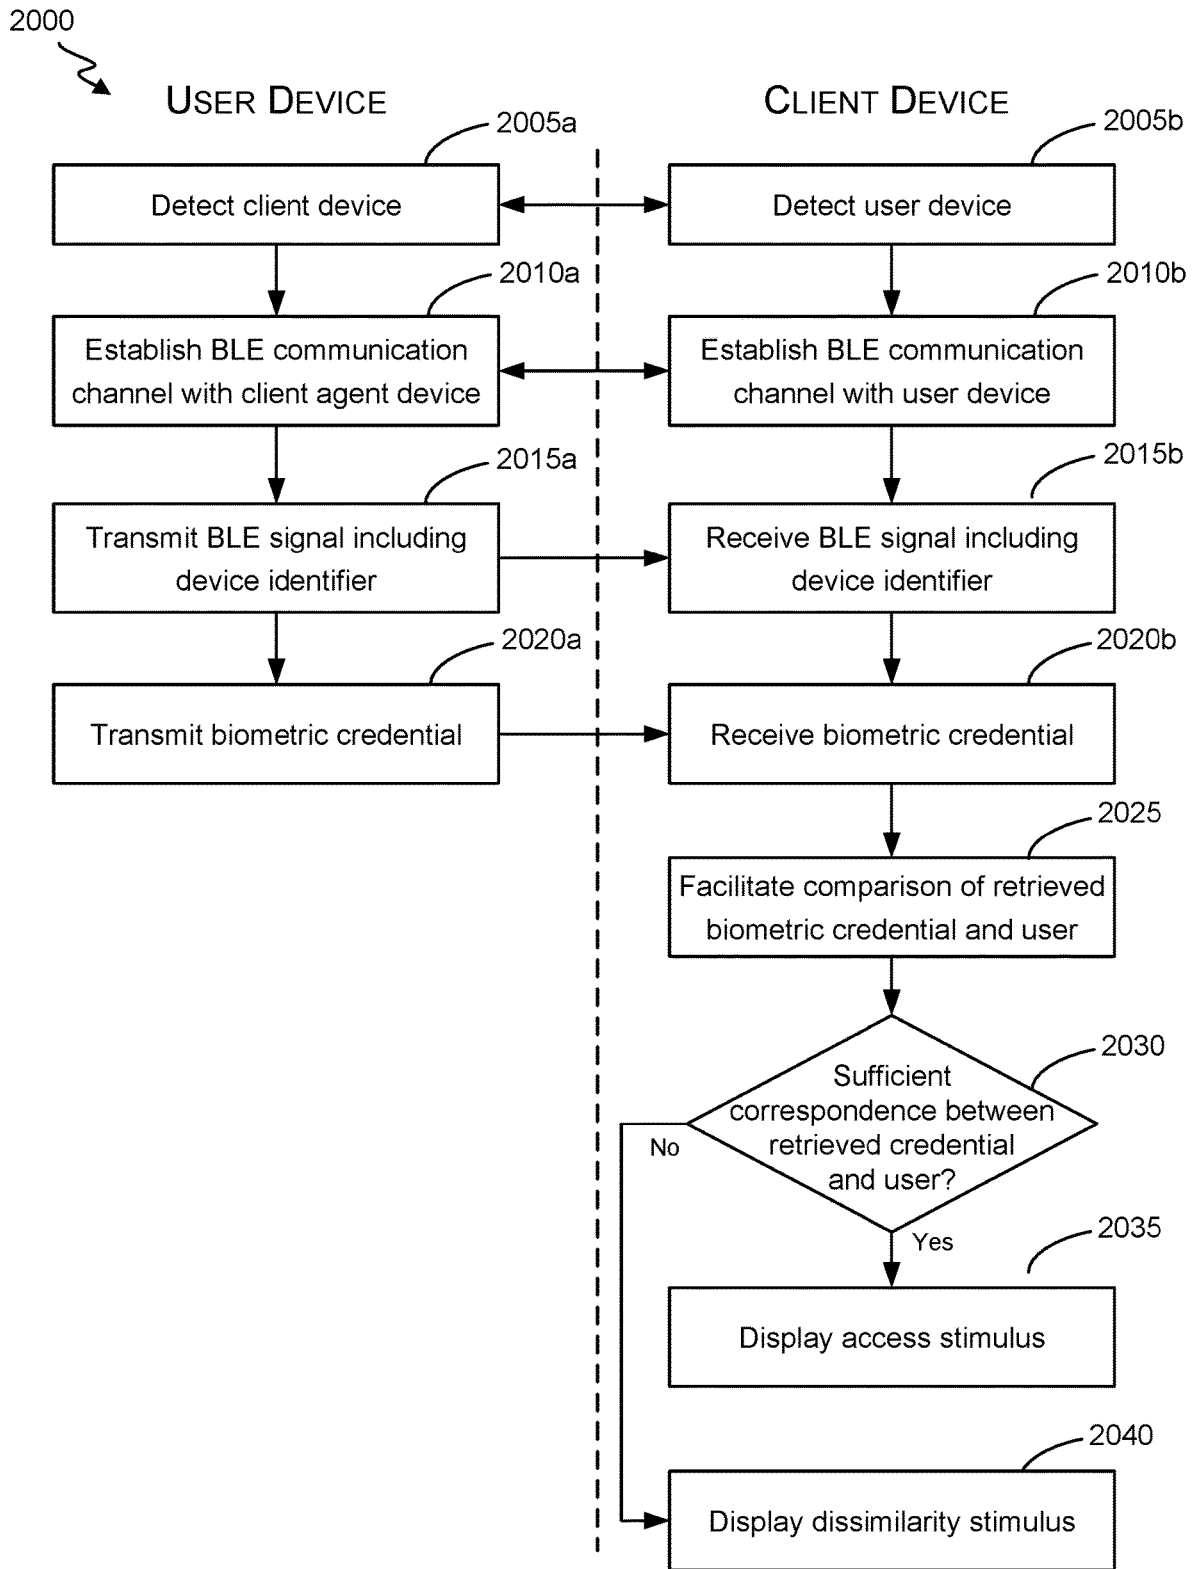 2000
USER DEVICE
CLIENT DEVICE
2005a
2005b
Detect client device
Detect user device
2010a
2010b
Establish BLE communication
channel with client agent device
Establish BLE communication
channel with user device
2015a
2015b
Transmit BLE signal including
device identifier
Receive BLE signal including
device identifier
2020a
2020b
Transmit biometric credential
Receive biometric credential
2025
Facilitate comparison of retrieved
biometric credential and user
2030
Sufficient
correspondence between
retrieved credential
and user?
No
Yes
2035
Display access stimulus
2040
Display dissimilarity stimulus